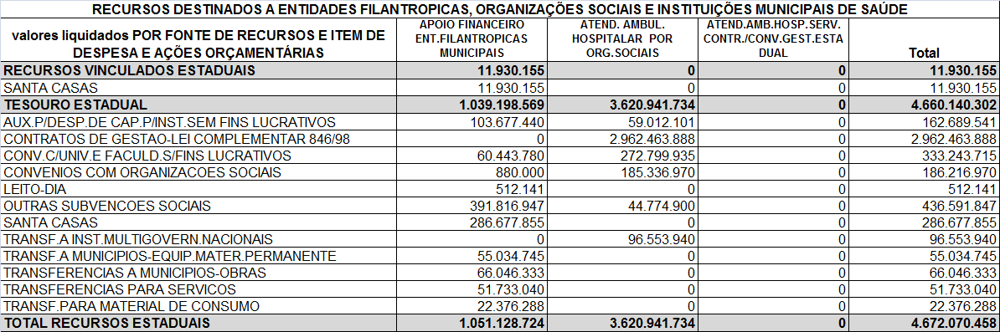 RECURSOS DESTINADOS A ENTIDADES FILANTROPICAS, ORGANIZAÇÕES SOCIAIS E INSTITUIÇÕES MUNICIPAIS DE SAÚDE
valores liquidados POR FONTE DE RECURSOS E ITEM DE
DESPESA E AÇÕES ORÇAMENTÁRIAS
APOIO FINANCEIRO
ENT.FILANTROPICAS
MUNICIPAIS
ATEND. AMBUL.
HOSPITALAR POR
ORG.SOCIAIS
ATEND.AMB.HOSP.SERV.
CONTR./CONV.GEST.ESTA
DUAL
Total
RECURSOS VINCULADOS ESTADUAIS 11.930.155 0 0 11.930.155
SANTA CASAS 11.930.155 0 0 11.930.155
TESOURO ESTADUAL 1.039.198.569 3.620.941.734 0 4.660.140.302
AUX.P/DESP.DE CAP.P/INST.SEM FINS LUCRATIVOS 103.677.440 59.012.101 0 162.689.541
CONTRATOS DE GESTAO-LEI COMPLEMENTAR 846/98 0 2.962.463.888 0 2.962.463.888
CONV.C/UNIV.E FACULD.S/FINS LUCRATIVOS 60.443.780 272.799.935 0 333.243.715
CONVENIOS COM ORGANIZACOES SOCIAIS 880.000 185.336.970 0 186.216.970
LEITO-DIA 512.141 0 0 512.141
OUTRAS SUBVENCOES SOCIAIS 391.816.947 44.774.900 0 436.591.847
SANTA CASAS 286.677.855 0 0 286.677.855
TRANSF.A INST.MULTIGOVERN.NACIONAIS 0 96.553.940 0 96.553.940
TRANSF.A MUNICIPIOS-EQUIP.MATER.PERMANENTE 55.034.745 0 0 55.034.745
TRANSFERENCIAS A MUNICIPIOS-OBRAS 66.046.333 0 0 66.046.333
TRANSFERENCIAS PARA SERVICOS 51.733.040 0 0 51.733.040
TRANSF.PARA MATERIAL DE CONSUMO 22.376.288 0 0 22.376.288
TOTAL RECURSOS ESTADUAIS 1.051.128.724 3.620.941.734 0 4.672.070.458